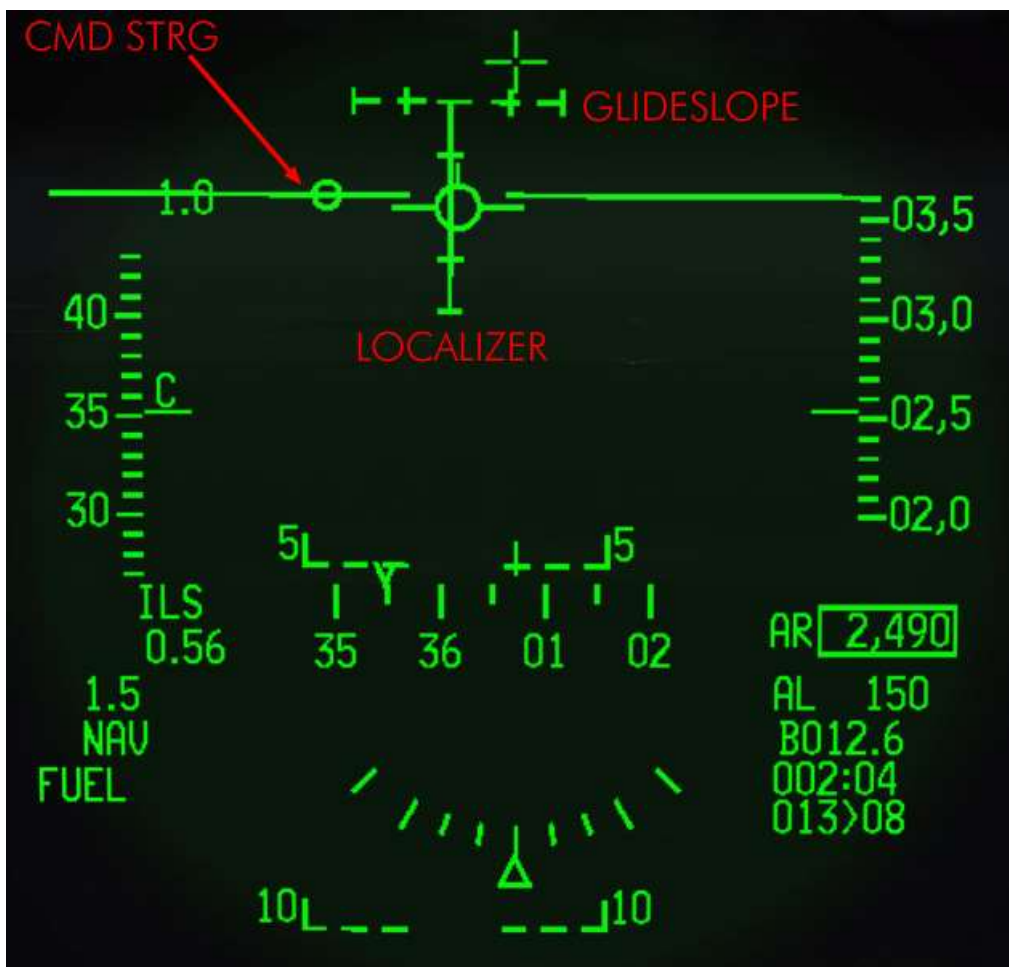 CMD STRG
GLIDESLOPE
1.0
03,5
LOCALIZER
40
03,0
C
35
02,5
30
02,0
5 5
ILS
0.56
35 36 01 02
AR 2,490
1.5
AL 150
NAV
B012.6
FUEL
002:04
013>08
10 10